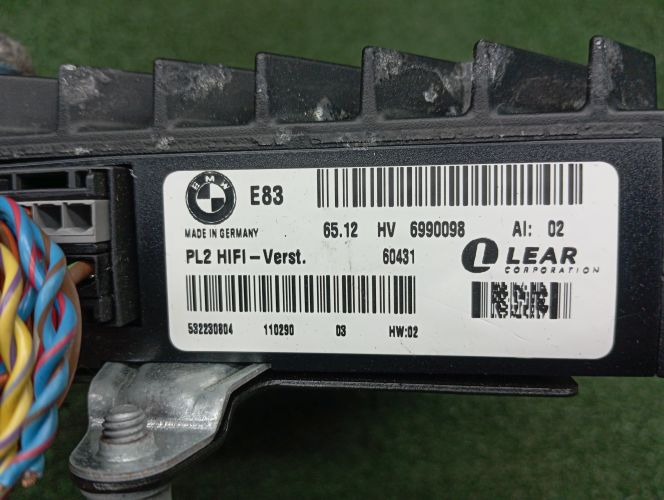 BMW
E83
MADE IN GERMANY
65.12 HV 6990098 AI: 02
PL2 HIFI-Verst. 60431
LEAR
CORPORATION
532230804 110290 03 HW:02